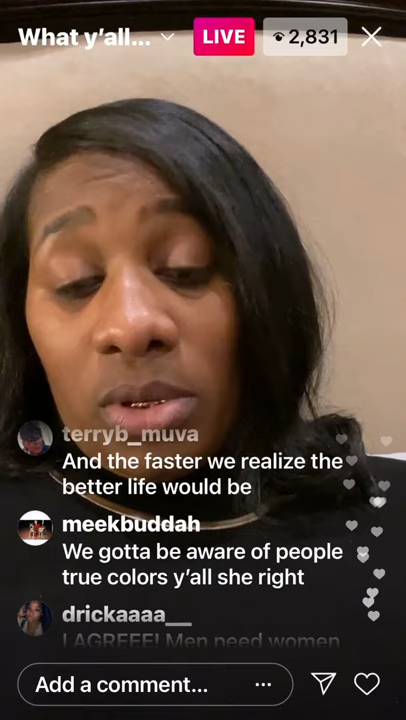 What y’all...
LIVE
2,831
terryb_muva
And the faster we realize the
better life would be
meekbuddah
We gotta be aware of people
true colors y’all she right
drickaaaa__
I AGREEE! Men need women
Add a comment...